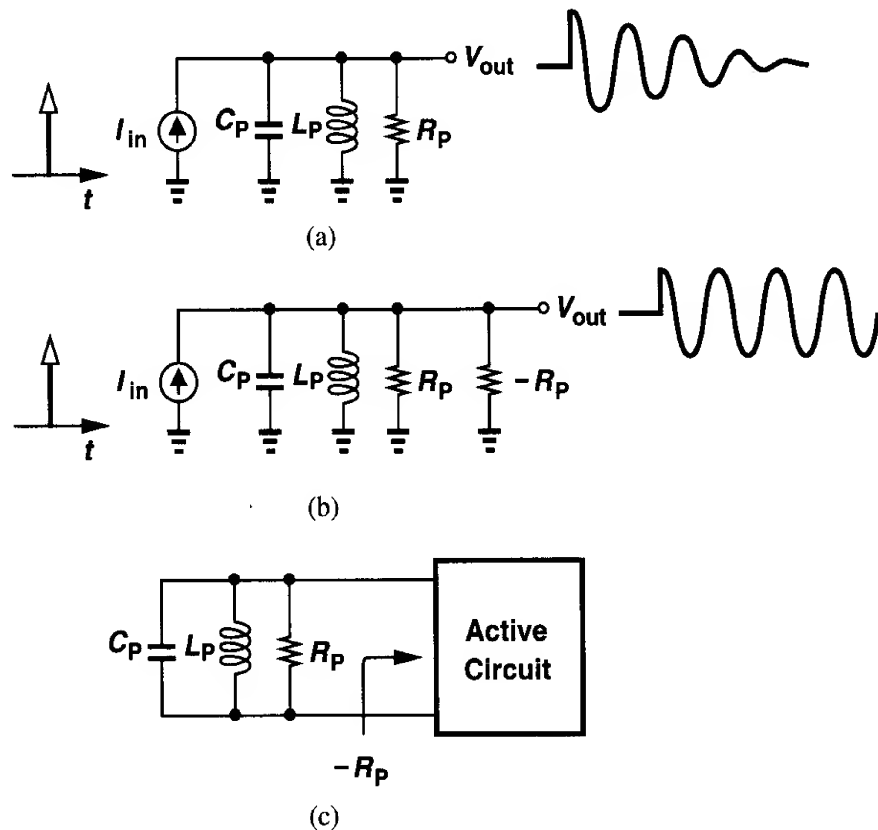 I_in C_P L_P R_P V_out
t
(a)
I_in C_P L_P R_P −R_P V_out
t
(b)
C_P L_P R_P Active
Circuit
−R_P
(c)